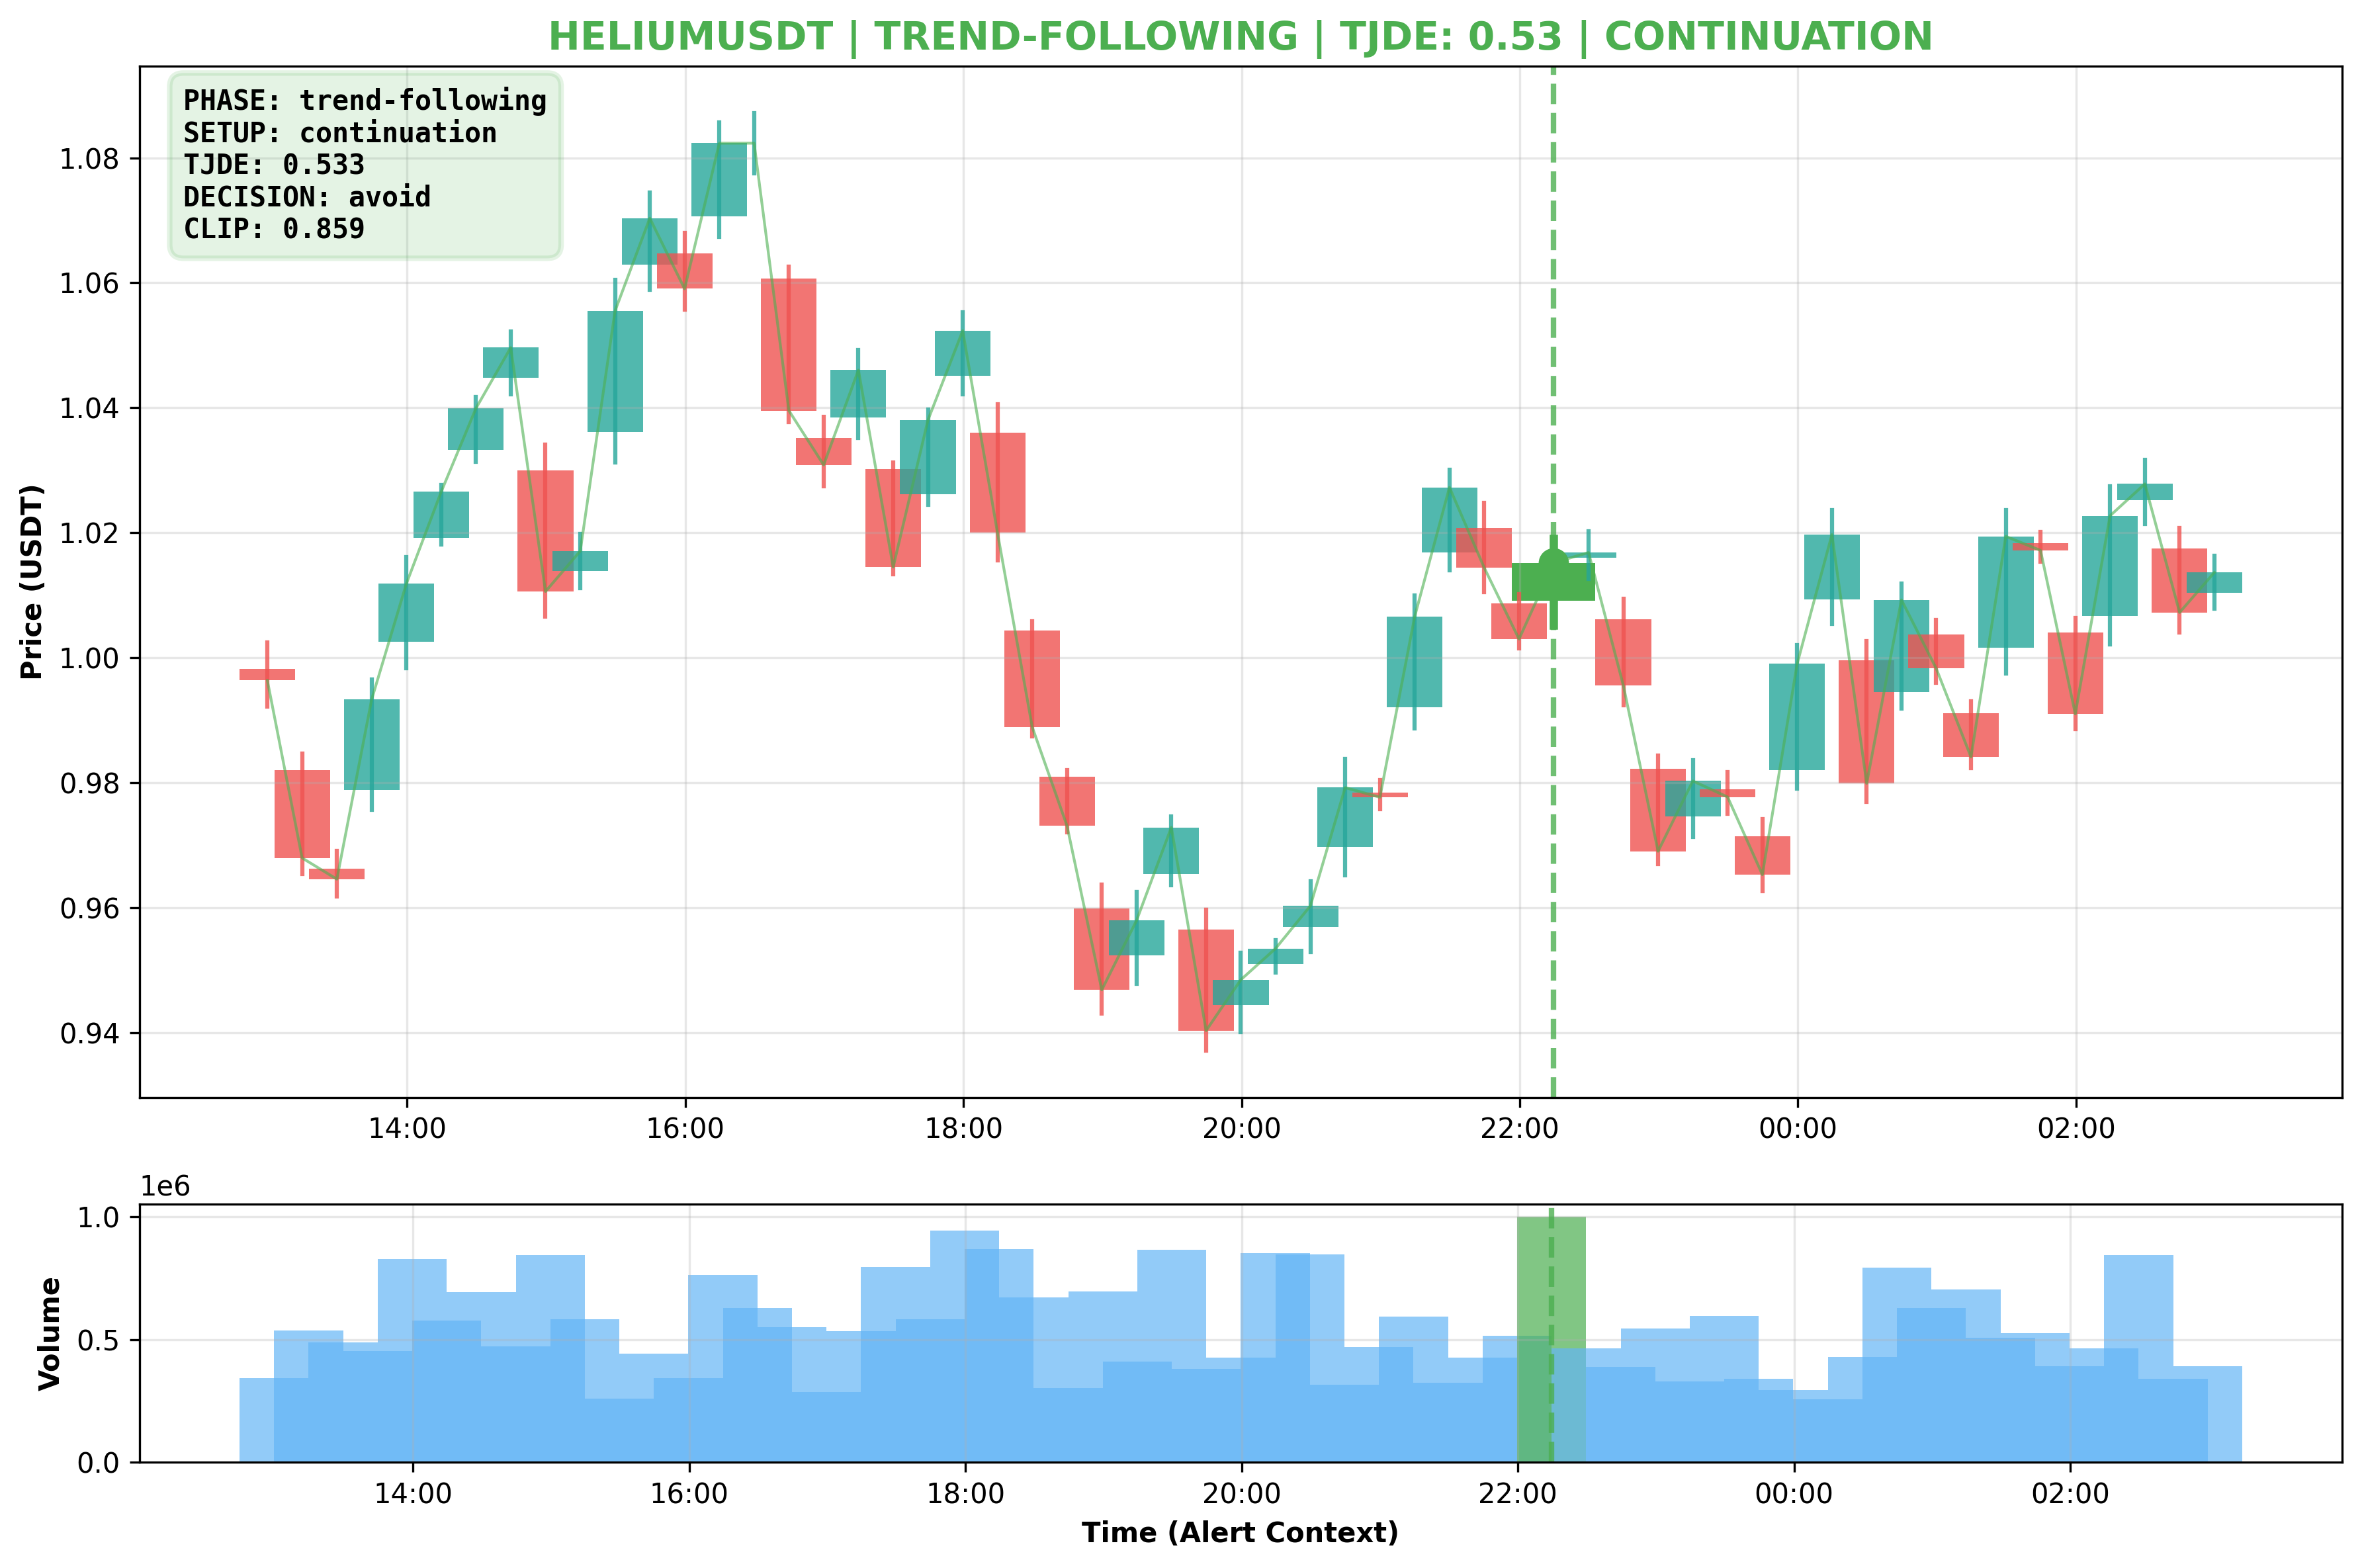 HELIUMUSDT | TREND-FOLLOWING | TJDE: 0.53 | CONTINUATION
PHASE: trend-following
SETUP: continuation
TJDE: 0.533
DECISION: avoid
CLIP: 0.859
Price (USDT)
1.08
1.06
1.04
1.02
1.00
0.98
0.96
0.94
14:00 16:00 18:00 20:00 22:00 00:00 02:00
1e6
Volume
1.0
0.5
0.0
14:00 16:00 18:00 20:00 22:00 00:00 02:00
Time (Alert Context)